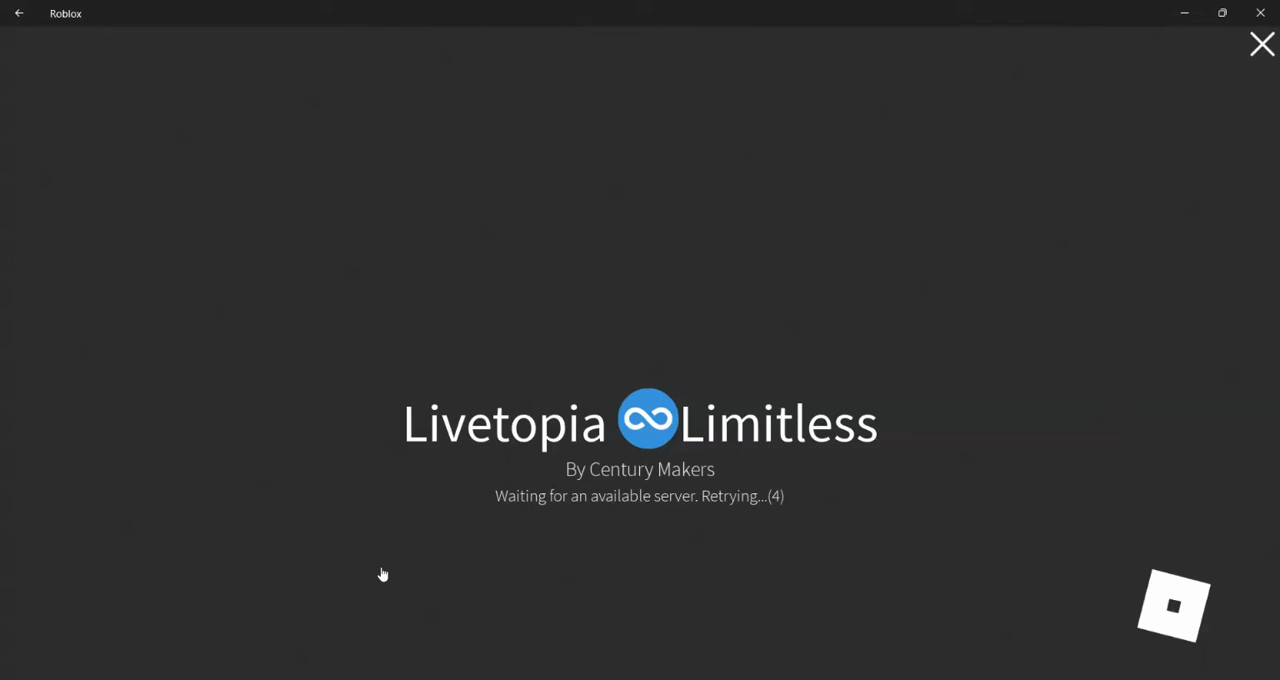 Roblox
Livetopia ∞Limitless
By Century Makers
Waiting for an available server. Retrying...(4)